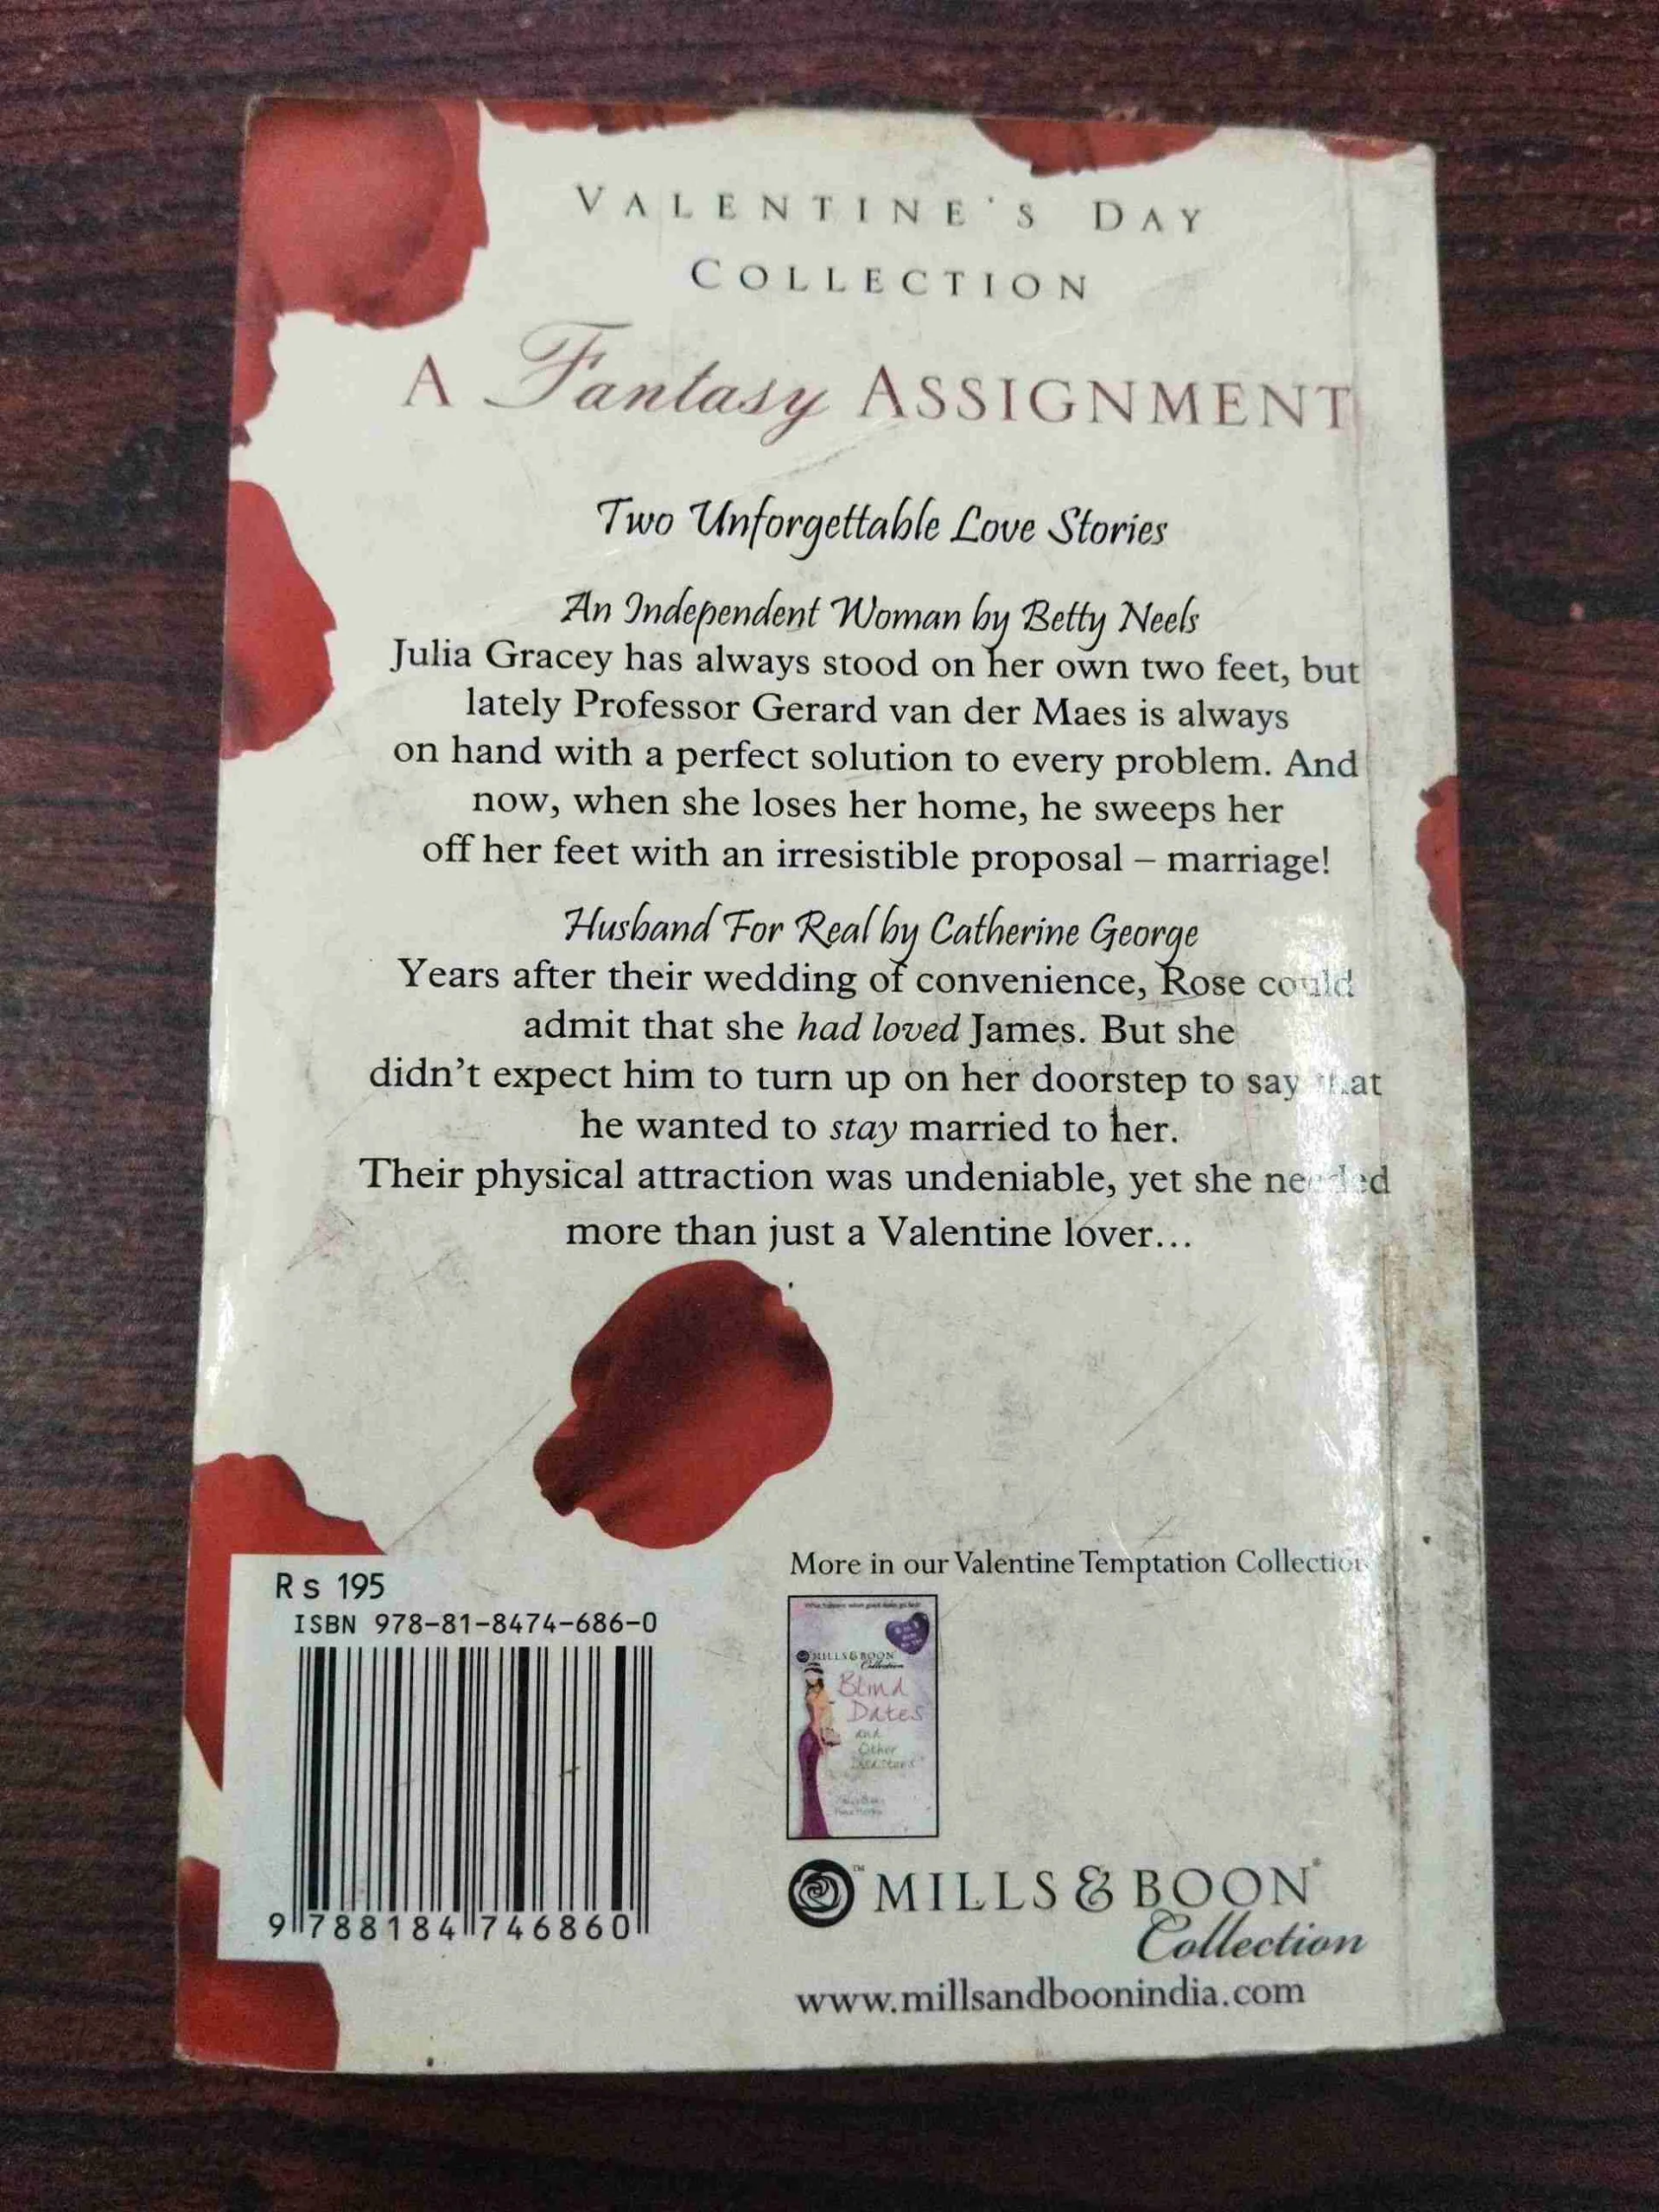 VALENTINE'S DAY
COLLECTION
A Fantasy ASSIGNMENT
Two Unforgettable Love Stories
An Independent Woman by Betty Neels
Julia Gracey has always stood on her own two feet, but
lately Professor Gerard van der Maes is always
on hand with a perfect solution to every problem. And
now, when she loses her home, he sweeps her
off her feet with an irresistible proposal – marriage!
Husband For Real by Catherine George
Years after their wedding of convenience, Rose could
admit that she had loved James. But she
didn't expect him to turn up on her doorstep to say that
he wanted to stay married to her.
Their physical attraction was undeniable, yet she needed
more than just a Valentine lover...
Rs 195
ISBN 978-81-8474-686-0
9 788184 746860
More in our Valentine Temptation Collection
MILLS & BOON
Collection
Blind
Dates
and
Other
™ MILLS & BOON®
Collection
www.millsandboonindia.com